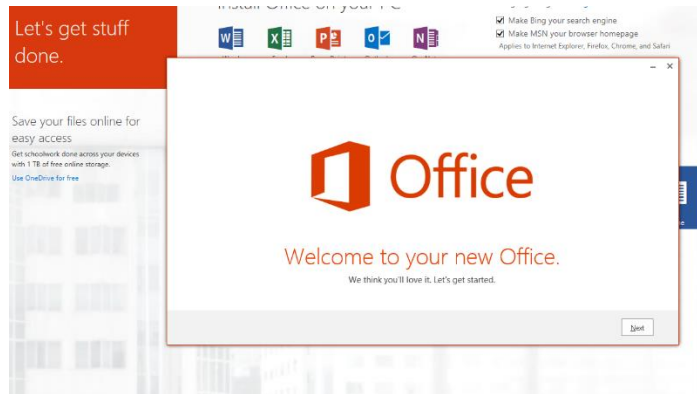 Let's get stuff
done.
Install Office on your PC
Make Bing your search engine
Make MSN your browser homepage
Applies to Internet Explorer, Firefox, Chrome, and Safari
Save your files online for
easy access
Get schoolwork done across your devices
with 1 TB of free online storage.
Use OneDrive for free
Office
Welcome to your new Office.
We think you'll love it. Let's get started.
Next